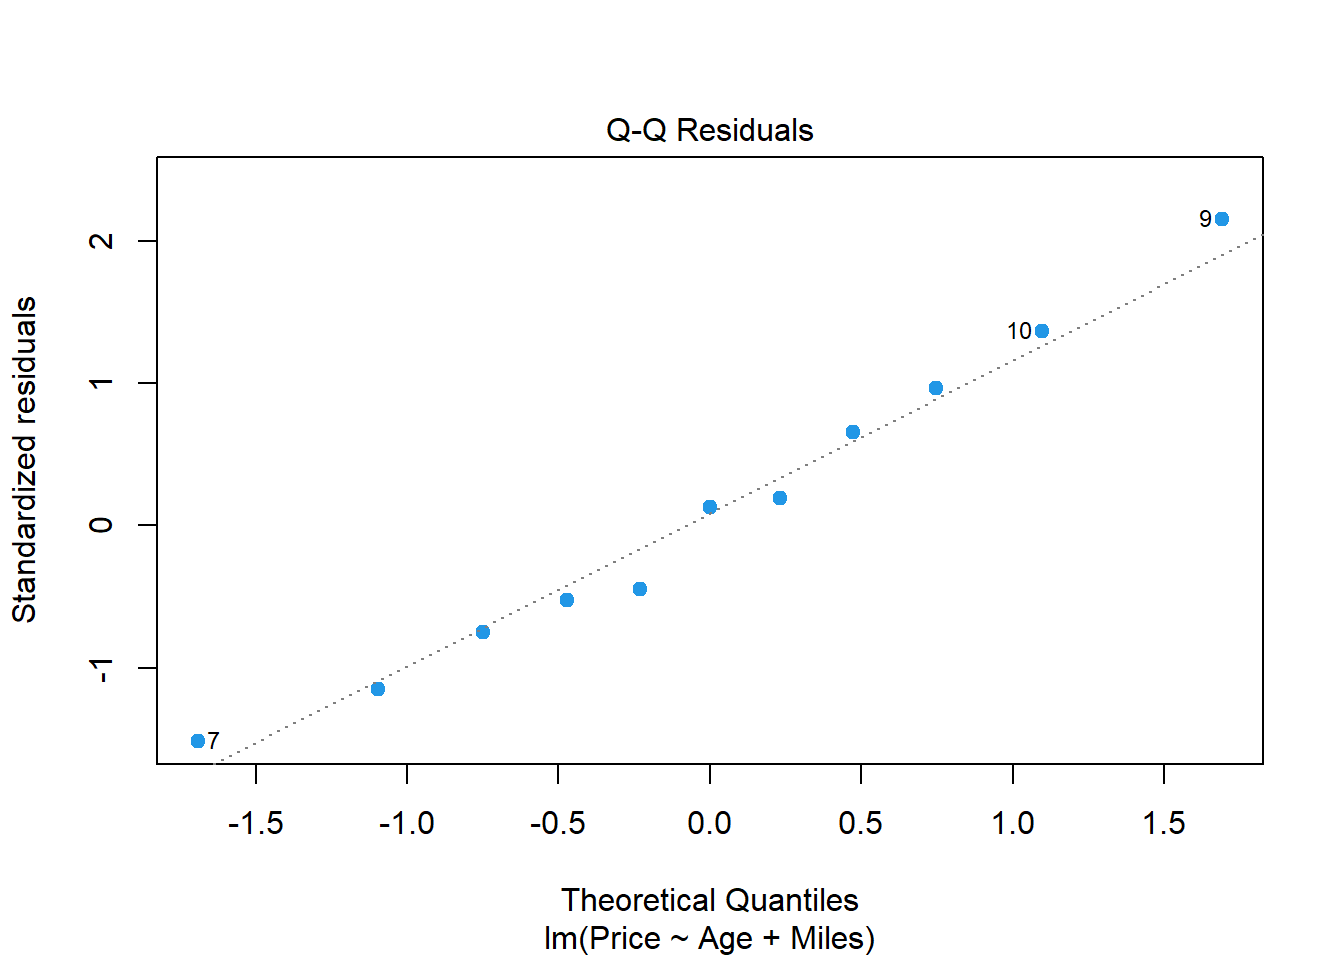 Q-Q Residuals
Standardized residuals
2
1
0
-1
9
10
7
-1.5 -1.0 -0.5 0.0 0.5 1.0 1.5
Theoretical Quantiles
lm(Price ~ Age + Miles)